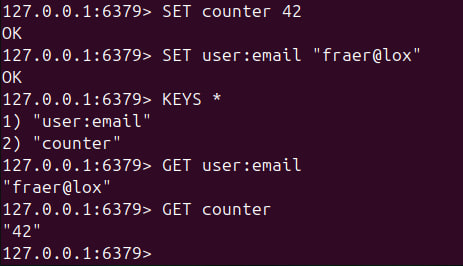 127.0.0.1:6379> SET counter 42
OK
127.0.0.1:6379> SET user:email "fraer@lox"
OK
127.0.0.1:6379> KEYS *
1) "user:email"
2) "counter"
127.0.0.1:6379> GET user:email
"fraer@lox"
127.0.0.1:6379> GET counter
"42"
127.0.0.1:6379>